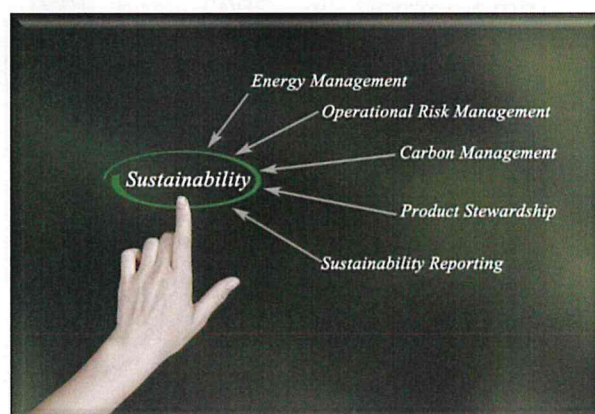 Energy Management
Operational Risk Management
Carbon Management
Sustainability
Product Stewardship
Sustainability Reporting